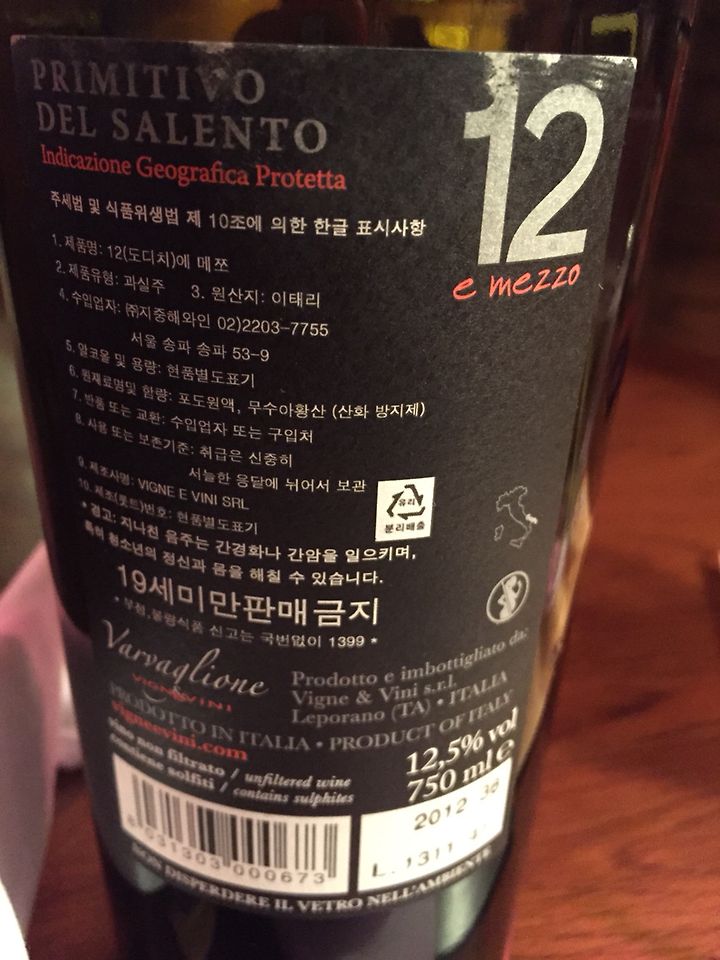 PRIMITIVO
DEL SALENTO
Indicazione Geografica Protetta
12
e mezzo
주세법 및 식품위생법 제 10조에 의한 한글 표시사항
1. 제품명: 12(도디치)에 메쪼
2. 제품유형: 과실주 3. 원산지: 이태리
4. 수입업자: ㈜지중해와인 02)2203-7755
서울 송파 송파 53-9
5. 알코올 및 용량: 현품별도표기
6. 원재료명및 함량: 포도원액, 무수아황산 (산화 방지제)
7. 반품 또는 교환: 수입업자 또는 구입처
8. 사용 또는 보존기준: 취급은 신중히
서늘한 응달에 뉘어서 보관
9. 제조사명: VIGNE E VINI SRL
10. 제조(롯트)번호: 현품별도표기
* 경고: 지나친 음주는 간경화나 간암을 일으키며,
특히 청소년의 정신과 몸을 해칠 수 있습니다.
유리
분리배출
19세미만판매금지
* 부정,불량식품 신고는 국번없이 1399 *
Varvaglione
VIGNE&VINI
Prodotto e imbottigliato da:
Vigne & Vini s.r.l.
Leporano (TA) • ITALIA
PRODOTTO IN ITALIA • PRODUCT OF ITALY
vigneevini.com
vino non filtrato / unfiltered wine
contiene solfiti / contains sulphites
12,5% vol
750 ml e
8 031303 000673
2012 36
L. 1311 4
NON DISPERDERE IL VETRO NELL'AMBIENTE